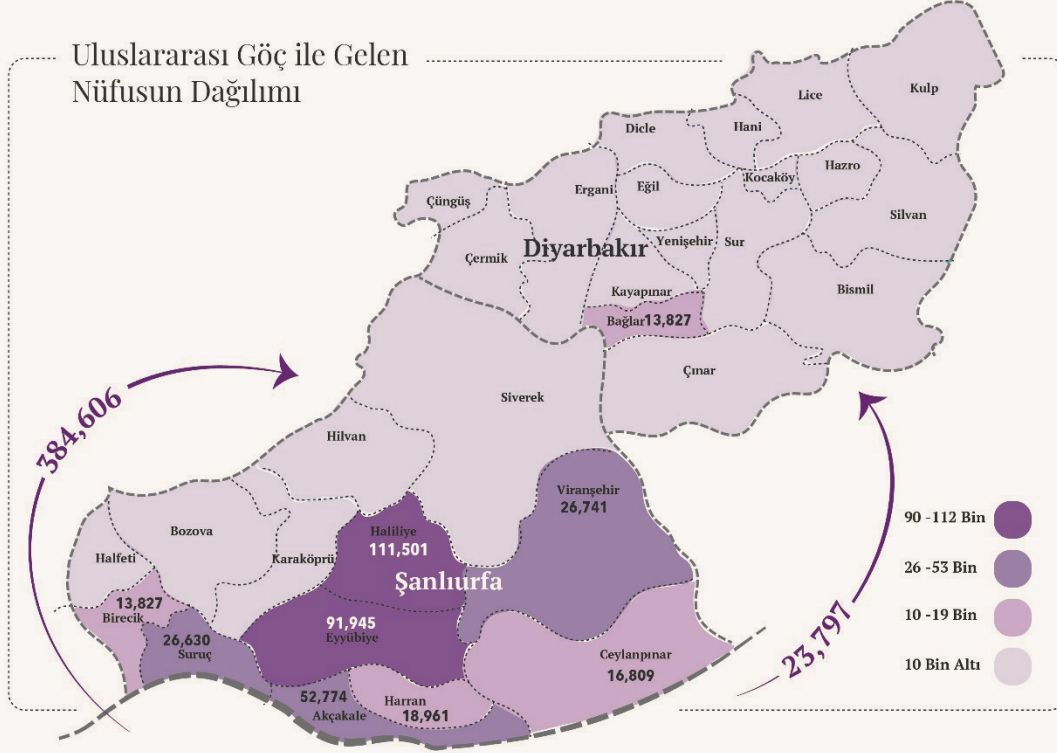 Uluslararası Göç ile Gelen
Nüfusun Dağılımı
Kulp
Lice
Hani
Dicle
Hazro
Kocaköy
Eğil
Ergani
Çüngüş
Silvan
Yenişehir
Sur
Diyarbakır
Çermik
Bismil
Kayapınar
Bağlar 13,827
Çınar
Siverek
384,606
Hilvan
Viranşehir
26,741
Bozova
Haliliye
111,501
Halfeti
Karaköprü
Şanlıurfa
13,827
Birecik
91,945
Eyyübiye
26,630
Suruç
Ceylanpınar
16,809
52,774
Akçakale
Harran
18,961
23,797
90 -112 Bin
26 -53 Bin
10 -19 Bin
10 Bin Altı